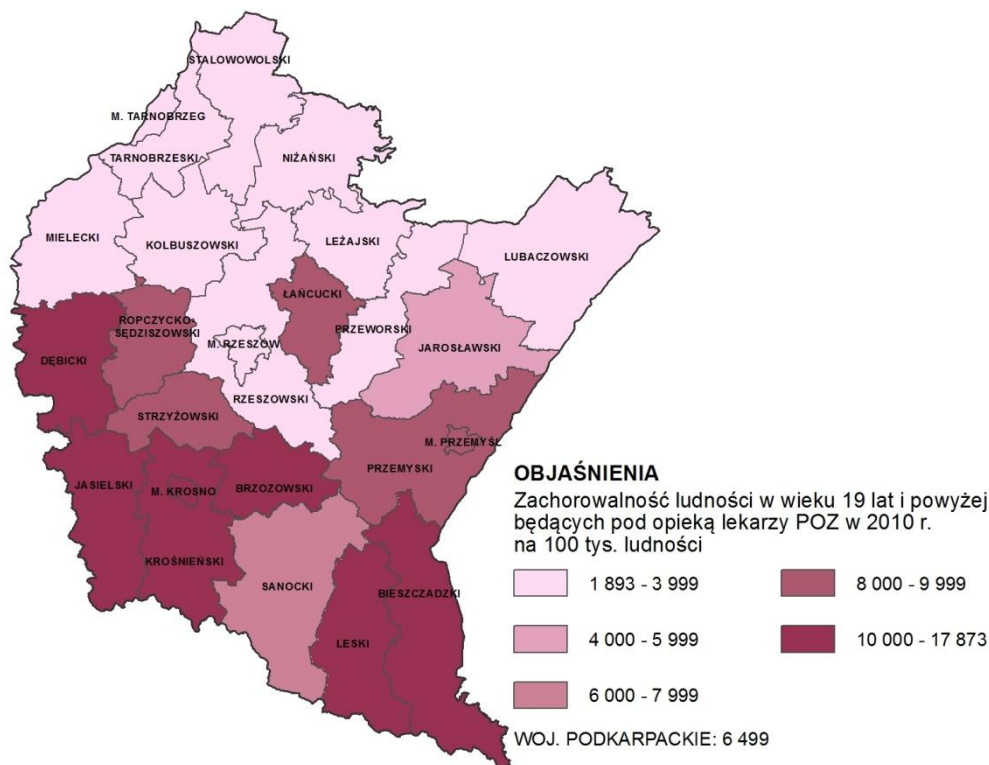 STALOWOWOLSKI
M. TARNOBRZEG
TARNOBRZESKI
NIŻAŃSKI
MIELECKI
KOLBUSZOWSKI
LEŻAJSKI
LUBACZOWSKI
ŁAŃCUCKI
ROPCZYCKO-
SĘDZISZOWSKI
PRZEWORSKI
M. RZESZÓW
JAROSŁAWSKI
DĘBICKI
RZESZOWSKI
STRZYŻOWSKI
M. PRZEMYŚL
PRZEMYSKI
JASIELSKI
M. KROSNO
BRZOZOWSKI
KROŚNIEŃSKI
SANOCKI
BIESZCZADZKI
LESKI
OBJAŚNIENIA
Zachorowalność ludności w wieku 19 lat i powyżej
będących pod opieką lekarzy POZ w 2010 r.
na 100 tys. ludności
1 893 - 3 999
4 000 - 5 999
6 000 - 7 999
8 000 - 9 999
10 000 - 17 873
WOJ. PODKARPACKIE: 6 499